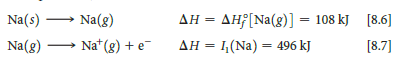 Na(s) ⟶ Na(g) ΔH = ΔH°f[Na(g)] = 108 kJ [8.6]
Na(g) ⟶ Na⁺(g) + e⁻ ΔH = I₁(Na) = 496 kJ [8.7]